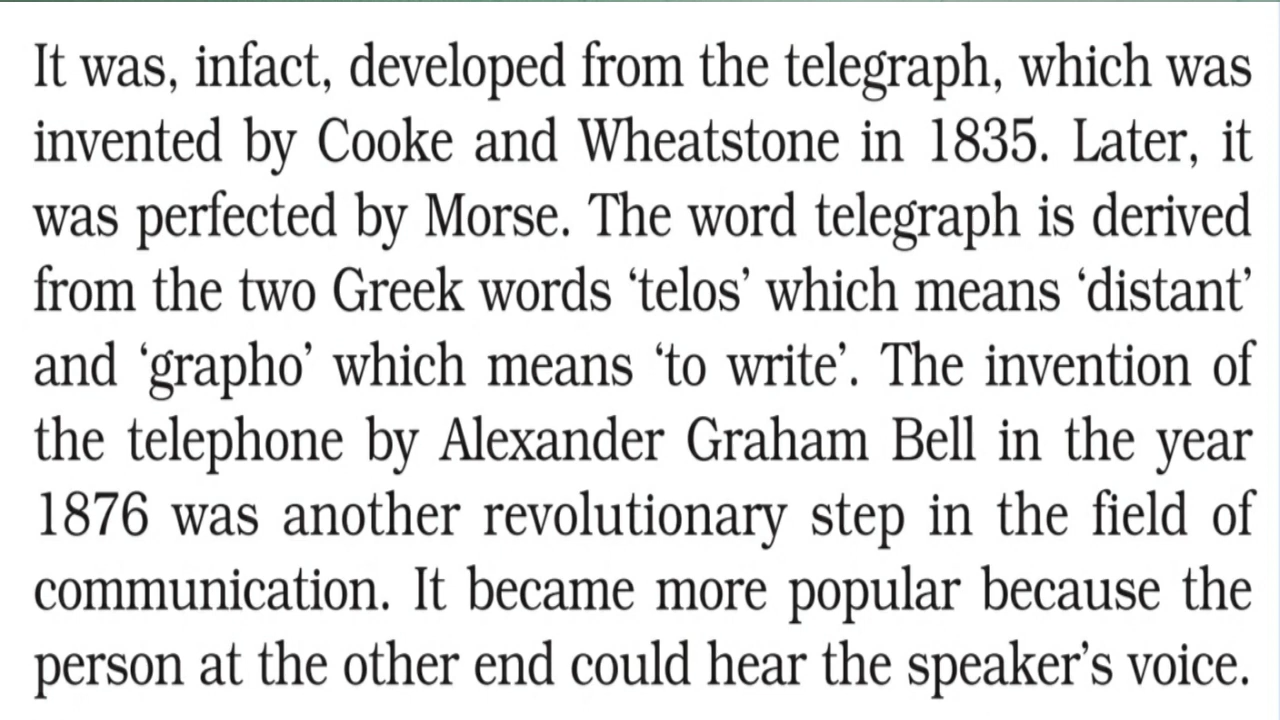 It was, infact, developed from the telegraph, which was
invented by Cooke and Wheatstone in 1835. Later, it
was perfected by Morse. The word telegraph is derived
from the two Greek words ‘telos’ which means ‘distant’
and ‘grapho’ which means ‘to write’. The invention of
the telephone by Alexander Graham Bell in the year
1876 was another revolutionary step in the field of
communication. It became more popular because the
person at the other end could hear the speaker’s voice.